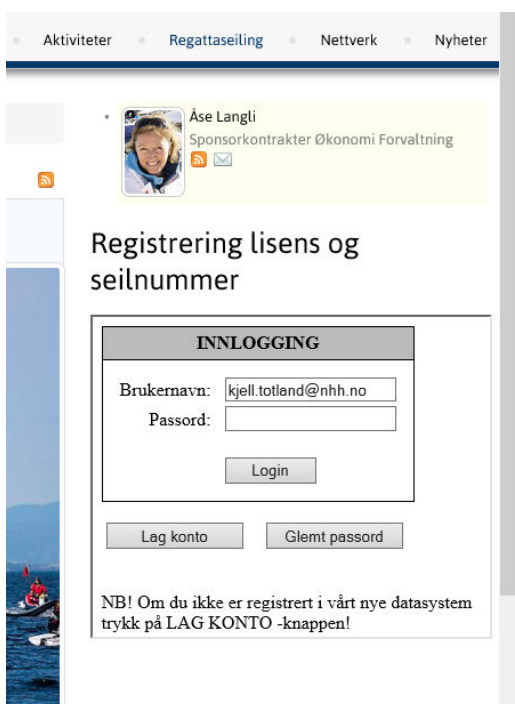 Aktiviteter
Regattaseiling
Nettverk
Nyheter
Åse Langli
Sponsorkontrakter Økonomi Forvaltning
Registrering lisens og
seilnummer
INNLOGGING
Brukernavn: kjell.totland@nhh.no
Passord:
Login
Lag konto
Glemt passord
NB! Om du ikke er registrert i vårt nye datasystem
trykk på LAG KONTO -knappen!